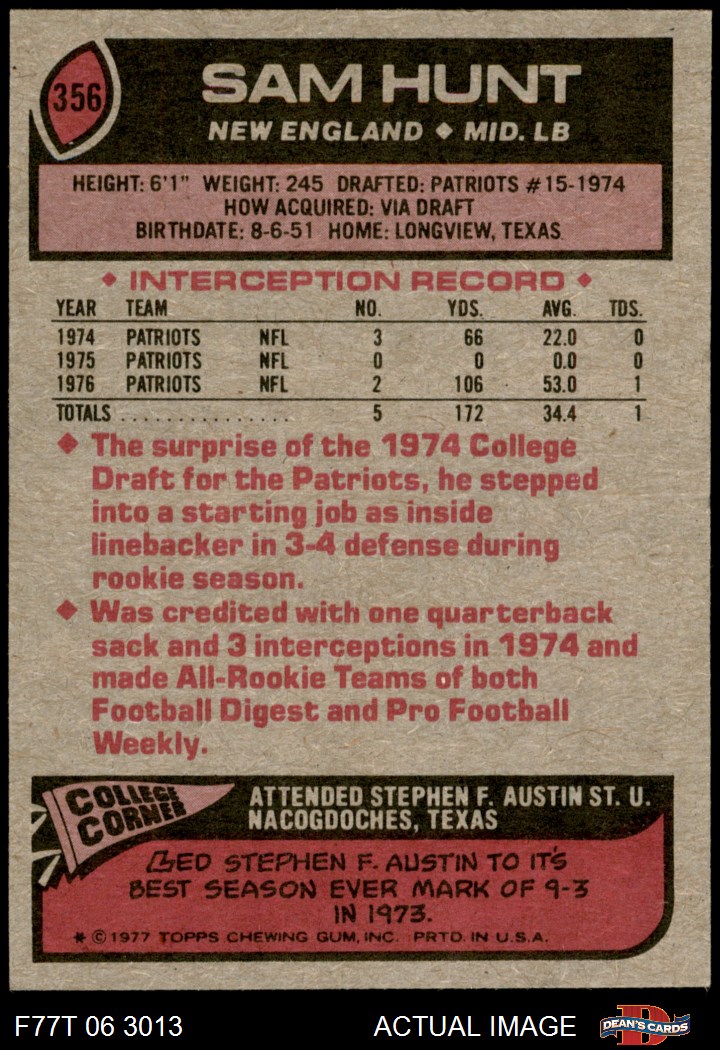 356
SAM HUNT
NEW ENGLAND ◆ MID. LB
HEIGHT: 6'1" WEIGHT: 245 DRAFTED: PATRIOTS #15-1974
HOW ACQUIRED: VIA DRAFT
BIRTHDATE: 8-6-51 HOME: LONGVIEW, TEXAS
◆ INTERCEPTION RECORD ◆
YEAR TEAM NO. YDS. AVG. TDS.
1974 PATRIOTS NFL 3 66 22.0 0
1975 PATRIOTS NFL 0 0 0.0 0
1976 PATRIOTS NFL 2 106 53.0 1
TOTALS ............... 5 172 34.4 1
◆ The surprise of the 1974 College
Draft for the Patriots, he stepped
into a starting job as inside
linebacker in 3-4 defense during
rookie season.
◆ Was credited with one quarterback
sack and 3 interceptions in 1974 and
made All-Rookie Teams of both
Football Digest and Pro Football
Weekly.
COLLEGE
CORNER
ATTENDED STEPHEN F. AUSTIN ST. U.
NACOGDOCHES, TEXAS
LED STEPHEN F. AUSTIN TO IT'S
BEST SEASON EVER MARK OF 9-3
IN 1973.
* © 1977 TOPPS CHEWING GUM, INC. PRTD. IN U.S.A.
F77T 06 3013 ACTUAL IMAGE
D
DEAN'S CARDS